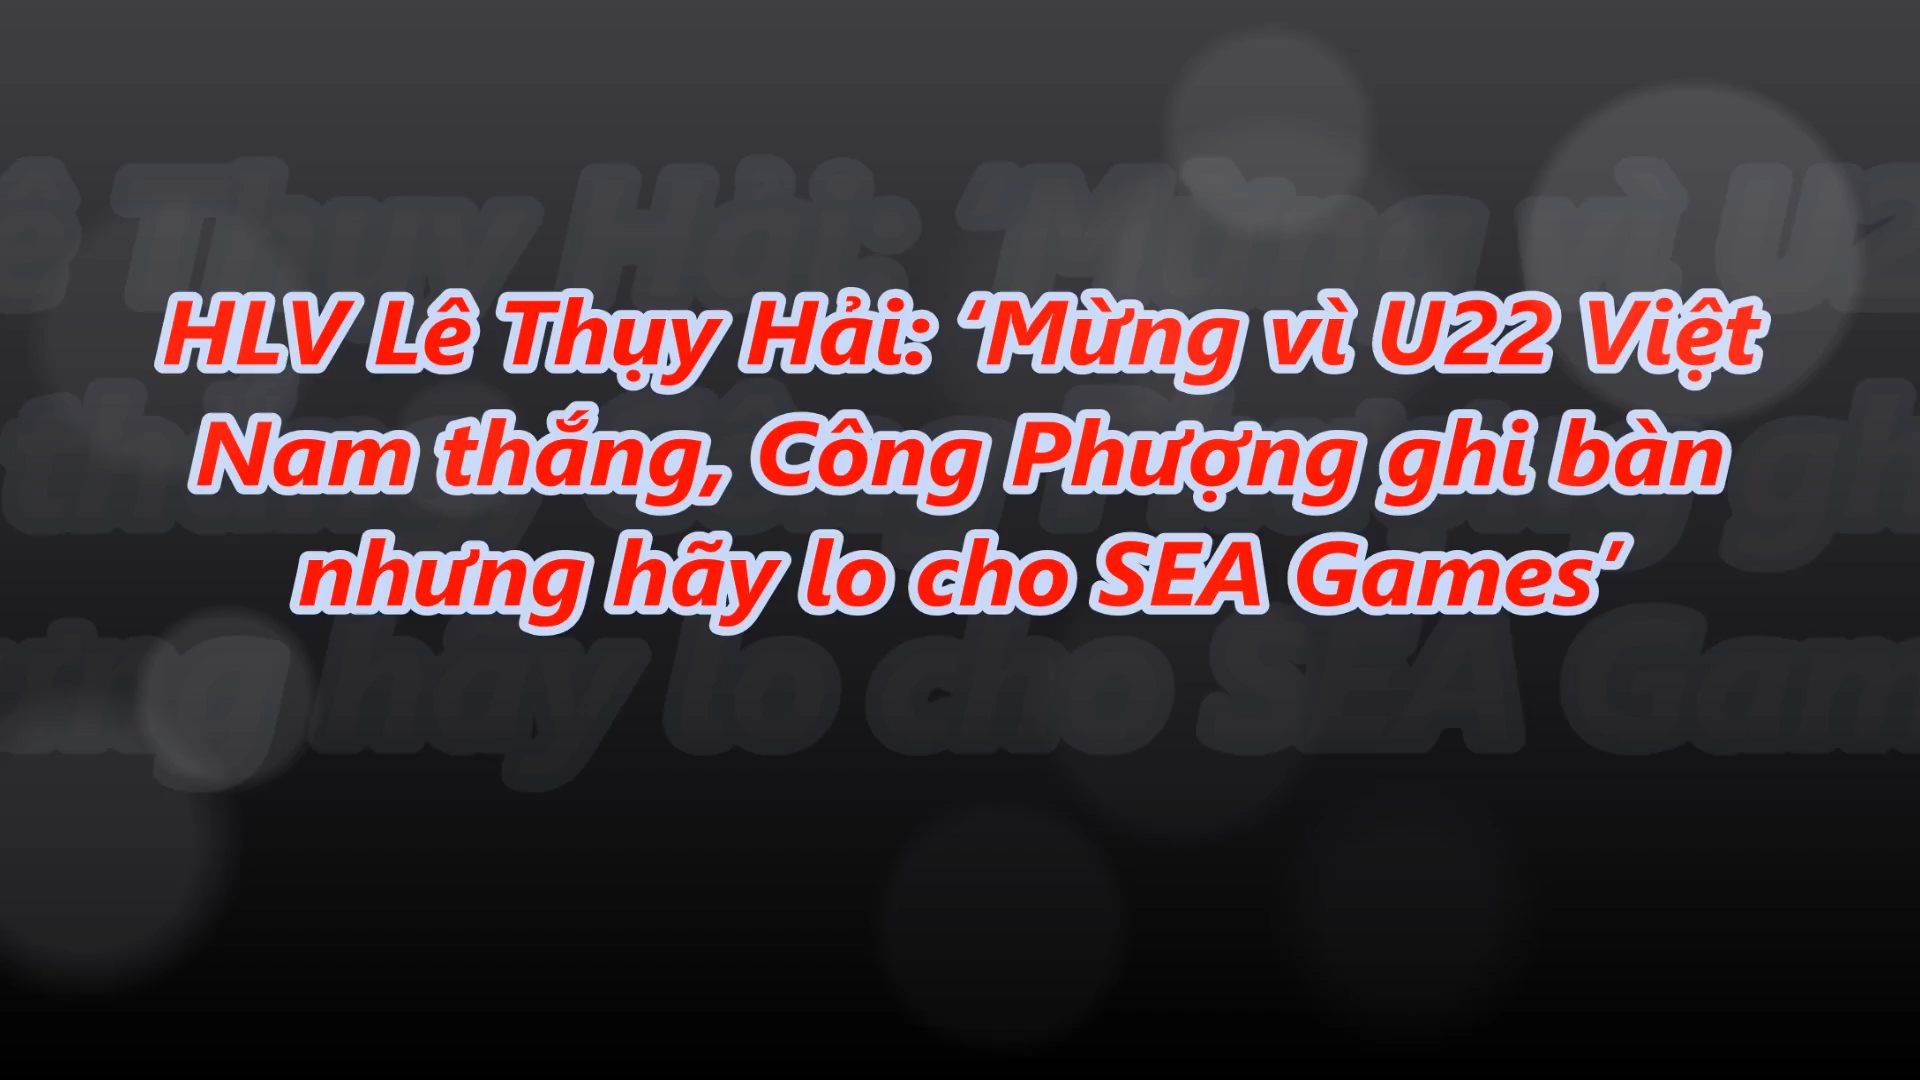 HLV Lê Thụy Hải: ‘Mừng vì U22 Việt
Nam thắng, Công Phượng ghi bàn
nhưng hãy lo cho SEA Games’